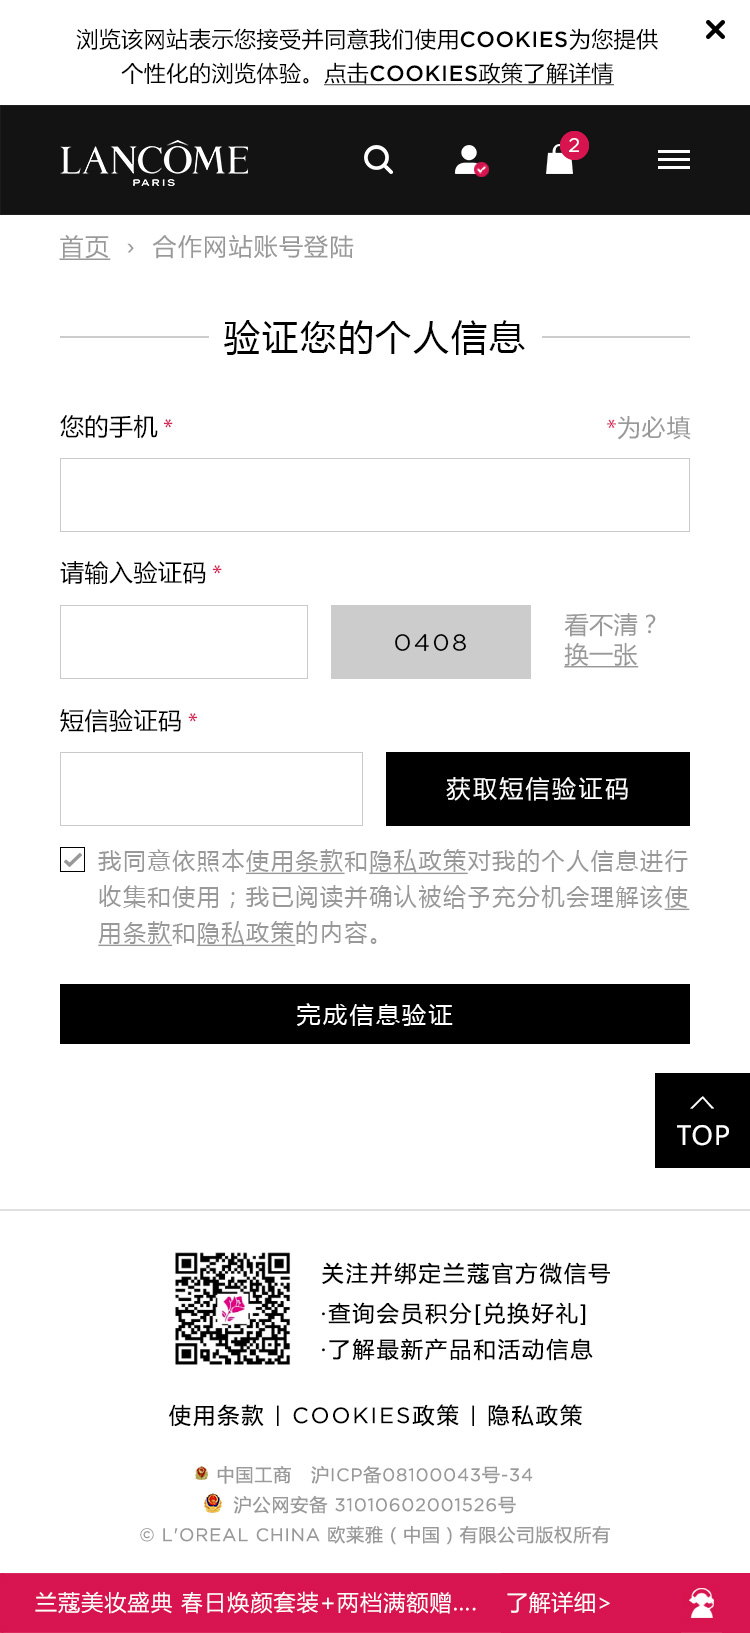 浏览该网站表示您接受并同意我们使用COOKIES为您提供
个性化的浏览体验。点击COOKIES政策了解详情
LANCÔME
PARIS
2
首页 › 合作网站账号登陆
验证您的个人信息
您的手机 * *为必填
请输入验证码 *
0408 看不清？
换一张
短信验证码 *
获取短信验证码
我同意依照本使用条款和隐私政策对我的个人信息进行
收集和使用；我已阅读并确认被给予充分机会理解该使
用条款和隐私政策的内容。
完成信息验证
TOP
关注并绑定兰蔻官方微信号
·查询会员积分[兑换好礼]
·了解最新产品和活动信息
使用条款 | COOKIES政策 | 隐私政策
中国工商 沪ICP备08100043号-34
沪公网安备 31010602001526号
© L'OREAL CHINA 欧莱雅 ( 中国 ) 有限公司版权所有
兰蔻美妆盛典 春日焕颜套装+两档满额赠.... 了解详细>